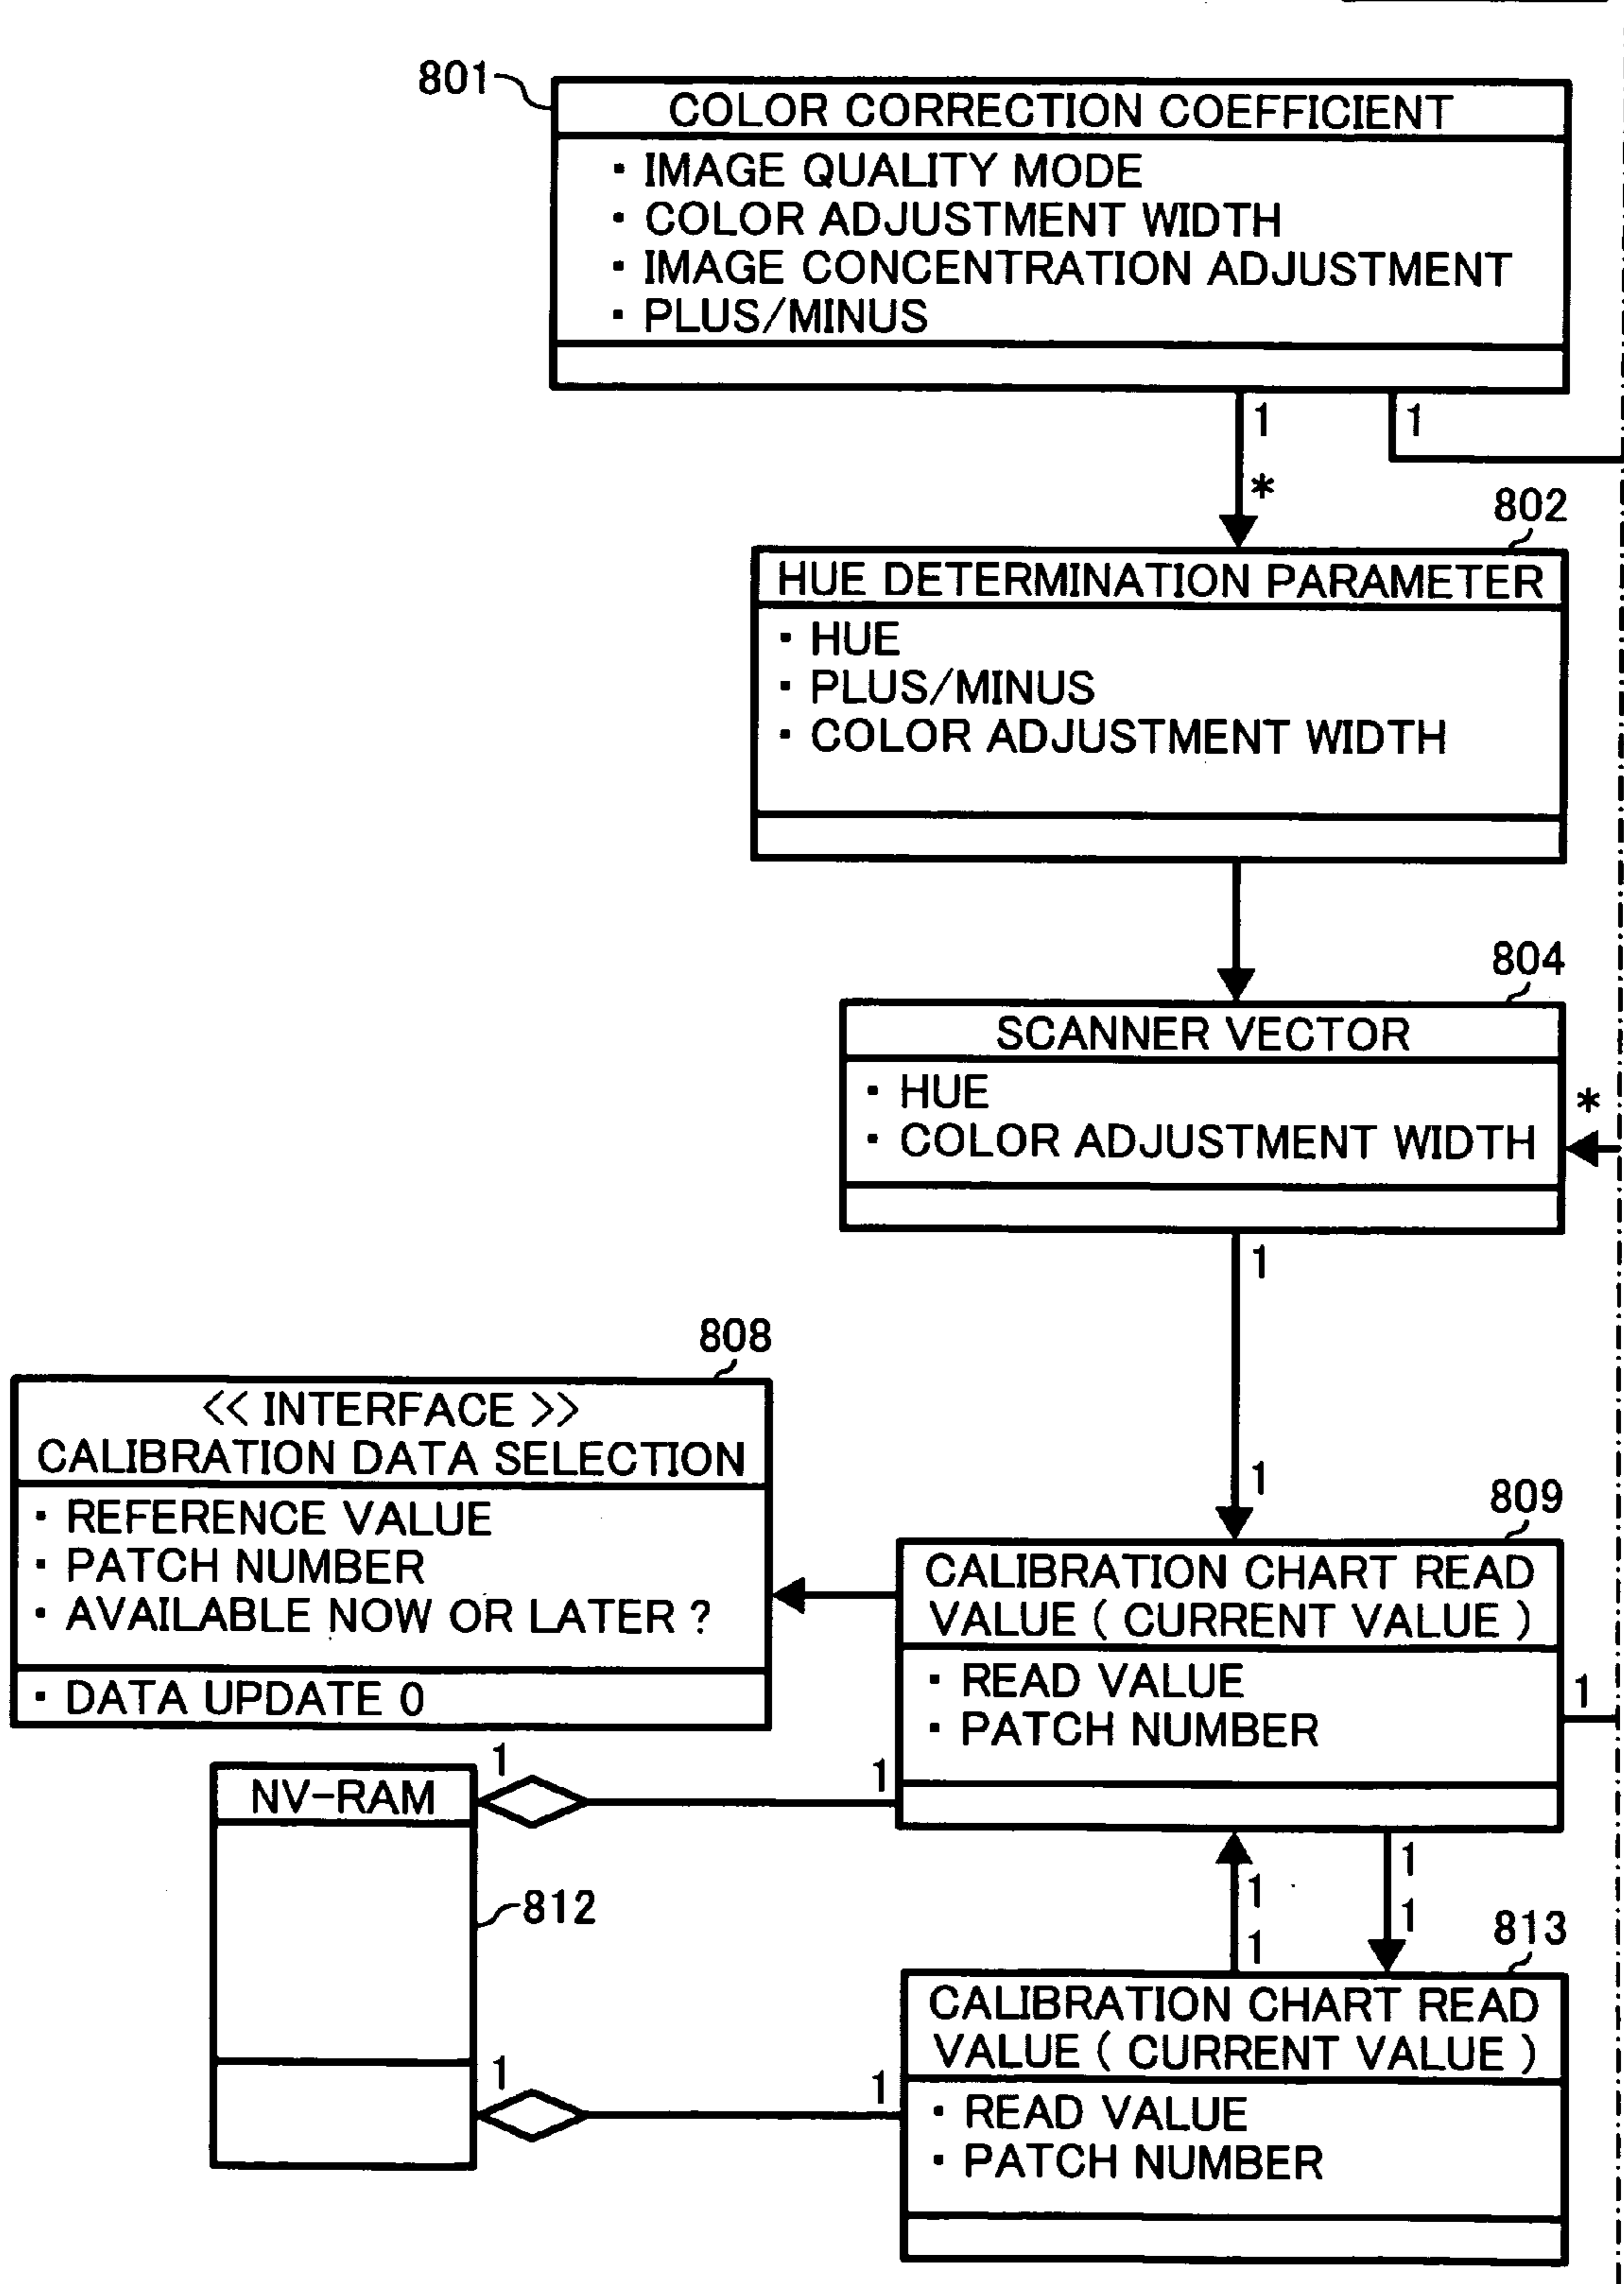 801
COLOR CORRECTION COEFFICIENT
· IMAGE QUALITY MODE
· COLOR ADJUSTMENT WIDTH
· IMAGE CONCENTRATION ADJUSTMENT
· PLUS/MINUS
1
1
*
802
HUE DETERMINATION PARAMETER
· HUE
· PLUS/MINUS
· COLOR ADJUSTMENT WIDTH
804
SCANNER VECTOR
· HUE
· COLOR ADJUSTMENT WIDTH
*
1
808
<< INTERFACE >>
CALIBRATION DATA SELECTION
· REFERENCE VALUE
· PATCH NUMBER
· AVAILABLE NOW OR LATER ?
· DATA UPDATE 0
1
809
CALIBRATION CHART READ
VALUE ( CURRENT VALUE )
· READ VALUE
· PATCH NUMBER
1
1
1
NV-RAM
812
1
1
1
1
813
CALIBRATION CHART READ
VALUE ( CURRENT VALUE )
· READ VALUE
· PATCH NUMBER
1
1